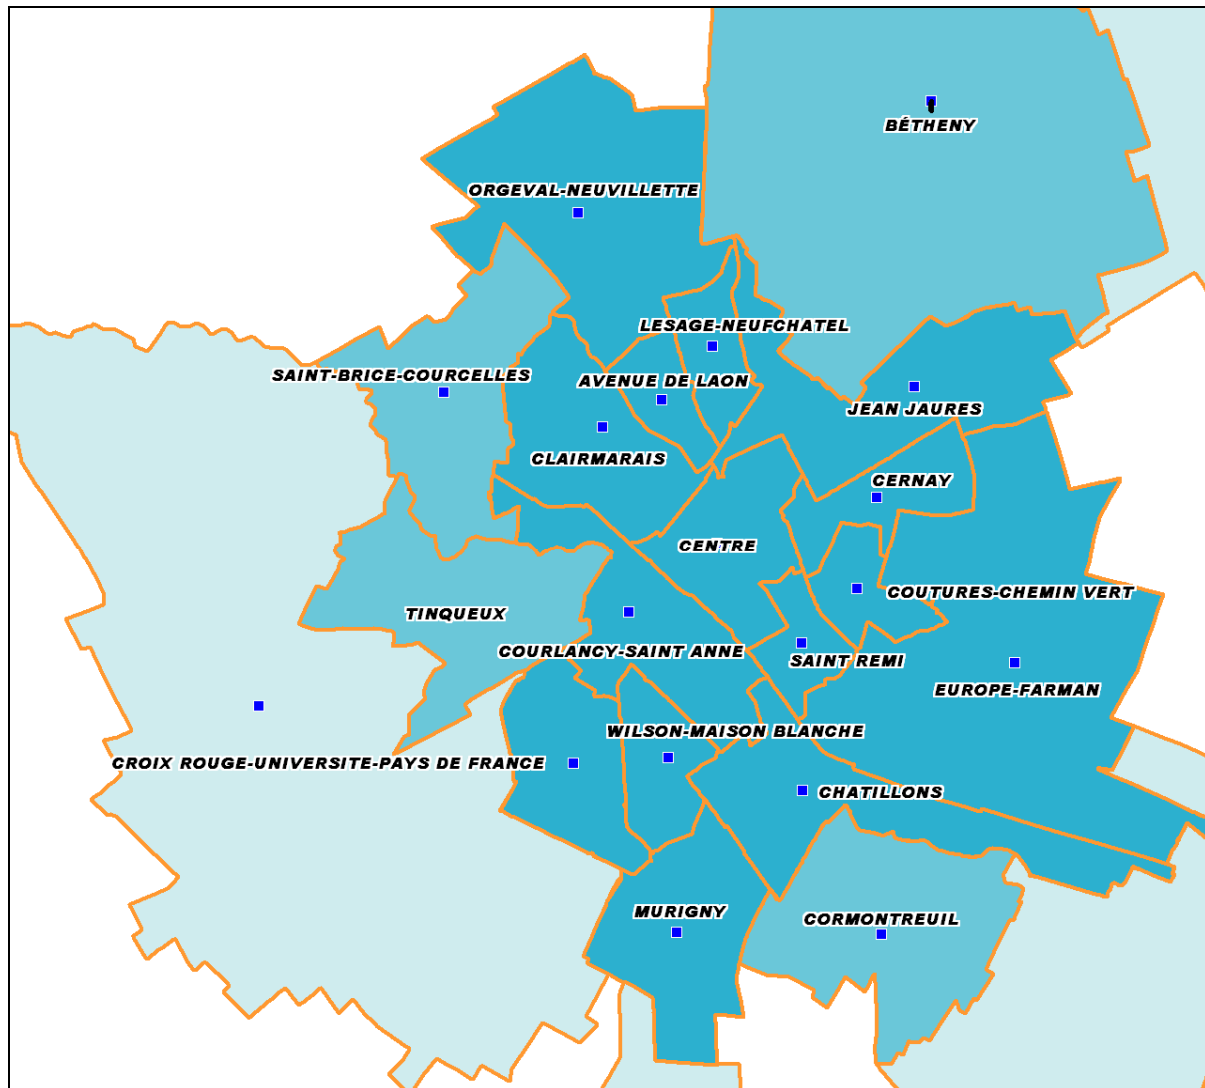 BÉTHENY
ORGEVAL-NEUVILLETTE
LESAGE-NEUFCHATEL
SAINT-BRICE-COURCELLES
AVENUE DE LAON
JEAN JAURES
CLAIRMARAIS
CERNAY
CENTRE
COUTURES-CHEMIN VERT
TINQUEUX
COURLANCY-SAINT ANNE
SAINT REMI
EUROPE-FARMAN
WILSON-MAISON BLANCHE
CROIX ROUGE-UNIVERSITE-PAYS DE FRANCE
CHATILLONS
MURIGNY
CORMONTREUIL